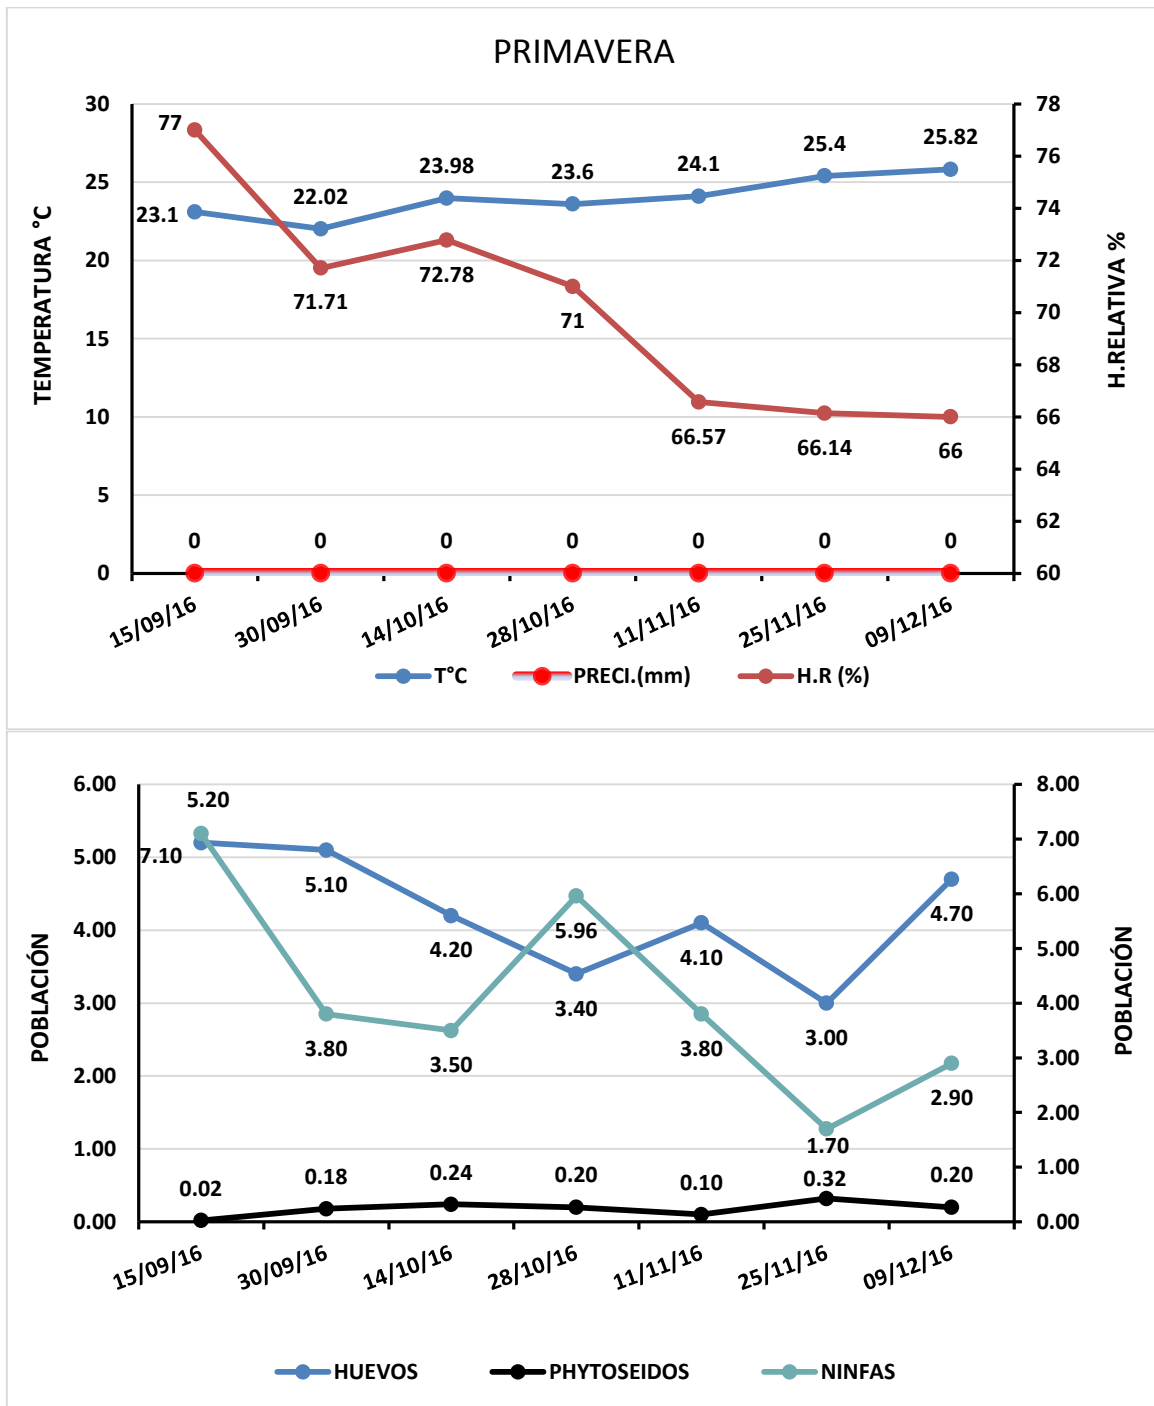 PRIMAVERA
30 78
77 23.98 23.6 24.1 25.4 25.82
25 76
23.1 22.02 74
20 72
71.71 72.78 71
15 70
68
10 66.57 66.14 66 66
5 64
62
0 0 0 0 0 0 0
0 60
TEMPERATURA °C
H.RELATIVA %
15/09/16 30/09/16 14/10/16 28/10/16 11/11/16 25/11/16 09/12/16
T°C PRECI.(mm) H.R (%)
6.00 8.00
5.20
7.00
5.00 7.10 5.10 6.00
4.00 4.20 5.96 4.10 4.70 5.00
3.00 3.40 3.00 4.00
3.80 3.50 3.80
2.00 2.90 3.00
1.70 2.00
1.00 1.00
0.02 0.18 0.24 0.20 0.10 0.32 0.20
0.00 0.00
POBLACIÓN
POBLACIÓN
15/09/16 30/09/16 14/10/16 28/10/16 11/11/16 25/11/16 09/12/16
HUEVOS PHYTOSEIDOS NINFAS